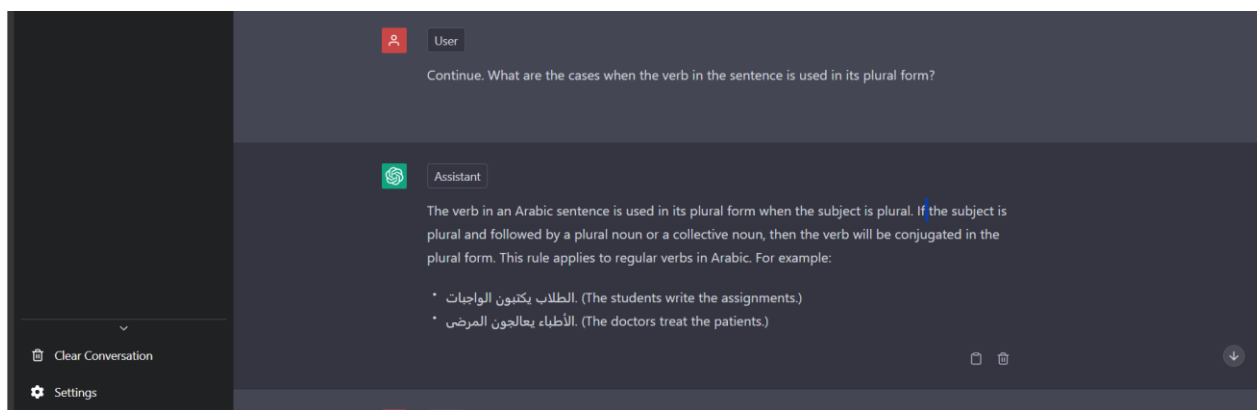 User
Continue. What are the cases when the verb in the sentence is used in its plural form?
Assistant
The verb in an Arabic sentence is used in its plural form when the subject is plural. If the subject is
plural and followed by a plural noun or a collective noun, then the verb will be conjugated in the
plural form. This rule applies to regular verbs in Arabic. For example:
• الطلاب يكتبون الواجبات. (The students write the assignments.)
• الأطباء يعالجون المرضى. (The doctors treat the patients.)
Clear Conversation
Settings